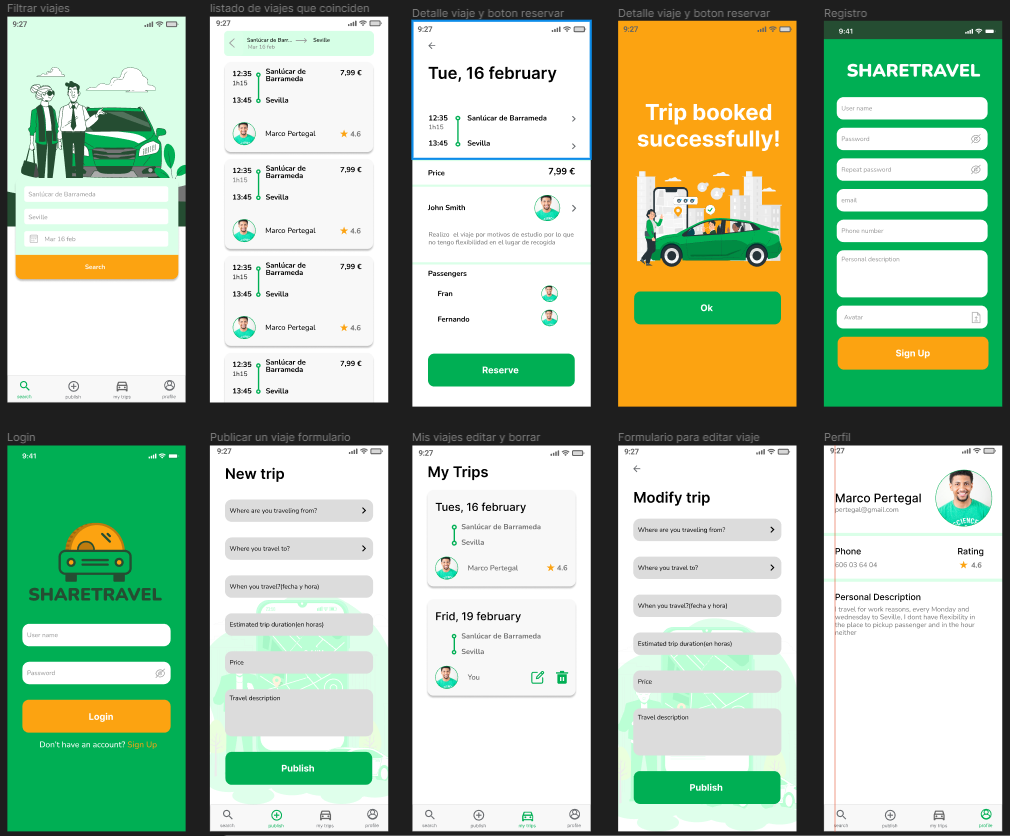 Filtrar viajes
9:27
Sanlúcar de Barrameda
Seville
Mar 16 feb
Search
search
publish
my trips
profile
listado de viajes que coinciden
9:27
Sanlúcar de Barr... Seville
Mar 16 feb
12:35 Sanlúcar de 7,99 €
1h15 Barrameda
13:45 Sevilla
Marco Pertegal 4.6
12:35 Sanlúcar de 7,99 €
1h15 Barrameda
13:45 Sevilla
Marco Pertegal 4.6
12:35 Sanlúcar de 7,99 €
1h15 Barrameda
13:45 Sevilla
Marco Pertegal 4.6
12:35 Sanlúcar de 7,99 €
1h15 Barrameda
13:45 Sevilla
Detalle viaje y boton reservar
9:27
Tue, 16 february
12:35 Sanlúcar de Barrameda
1h15
13:45 Sevilla
Price 7,99 €
John Smith
Realizo el viaje por motivos de estudio por lo que
no tengo flexibilidad en el lugar de recogida
Passengers
Fran
Fernando
Reserve
Detalle viaje y boton reservar
9:27
Trip booked
successfully!
Ok
Registro
9:41
SHARETRAVEL
User name
Password
Repeat password
email
Phone number
Personal description
Avatar
Sign Up
Login
9:41
SHARETRAVEL
User name
Password
Login
Don't have an account? Sign Up
Publicar un viaje formulario
9:27
New trip
Where are you traveling from?
Where you travel to?
When you travel?(fecha y hora)
Estimated trip duration(en horas)
Price
Travel description
Publish
search
publish
my trips
profile
Mis viajes editar y borrar
9:27
My Trips
Tues, 16 february
Sanlúcar de Barrameda
Sevilla
Marco Pertegal 4.6
Frid, 19 february
Sanlúcar de Barrameda
Sevilla
You
search
publish
my trips
profile
Formulario para editar viaje
9:27
Modify trip
Where are you traveling from?
Where you travel to?
When you travel?(fecha y hora)
Estimated trip duration(en horas)
Price
Travel description
Publish
search
publish
my trips
profile
Perfil
9:27
Marco Pertegal
pertegal@gmail.com
Phone Rating
606 03 64 04 4.6
Personal Description
I travel for work reasons, every Monday and
wednesday to Seville, I dont have flexibility in
the place to pickup passenger and in the hour
neither
search
publish
my trips
profile